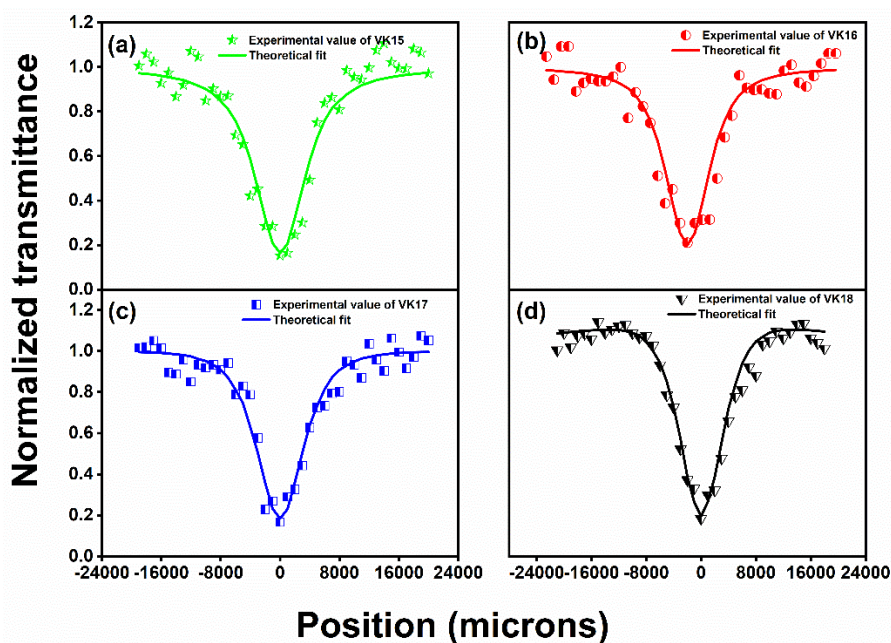 Normalized transmittance
1.2
1.0
0.8
0.6
0.4
0.2
0.0
(a)
Experimental value of VK15
Theoretical fit
(b)
Experimental value of VK16
Theoretical fit
1.2
1.0
0.8
0.6
0.4
0.2
0.0
(c)
Experimental value of VK17
Theoretical fit
(d)
Experimental value of VK18
Theoretical fit
-24000 -16000 -8000 0 8000 16000 24000
-24000 -16000 -8000 0 8000 16000 24000
Position (microns)